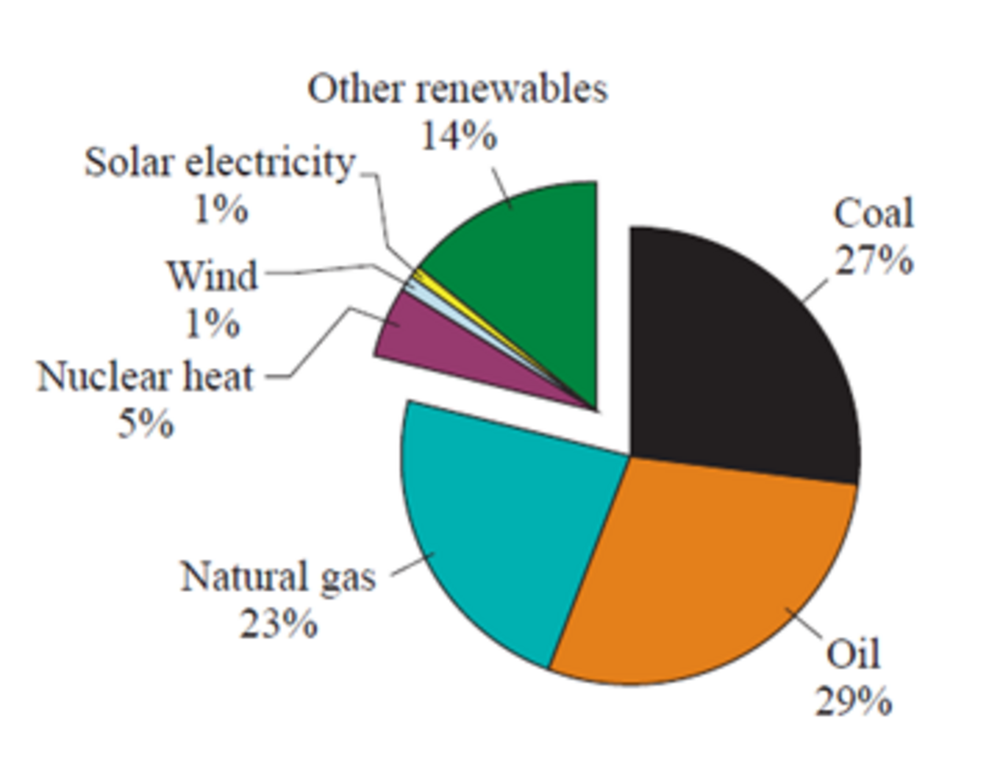 Other renewables
14%
Solar electricity
1%
Wind
1%
Nuclear heat
5%
Coal
27%
Natural gas
23%
Oil
29%